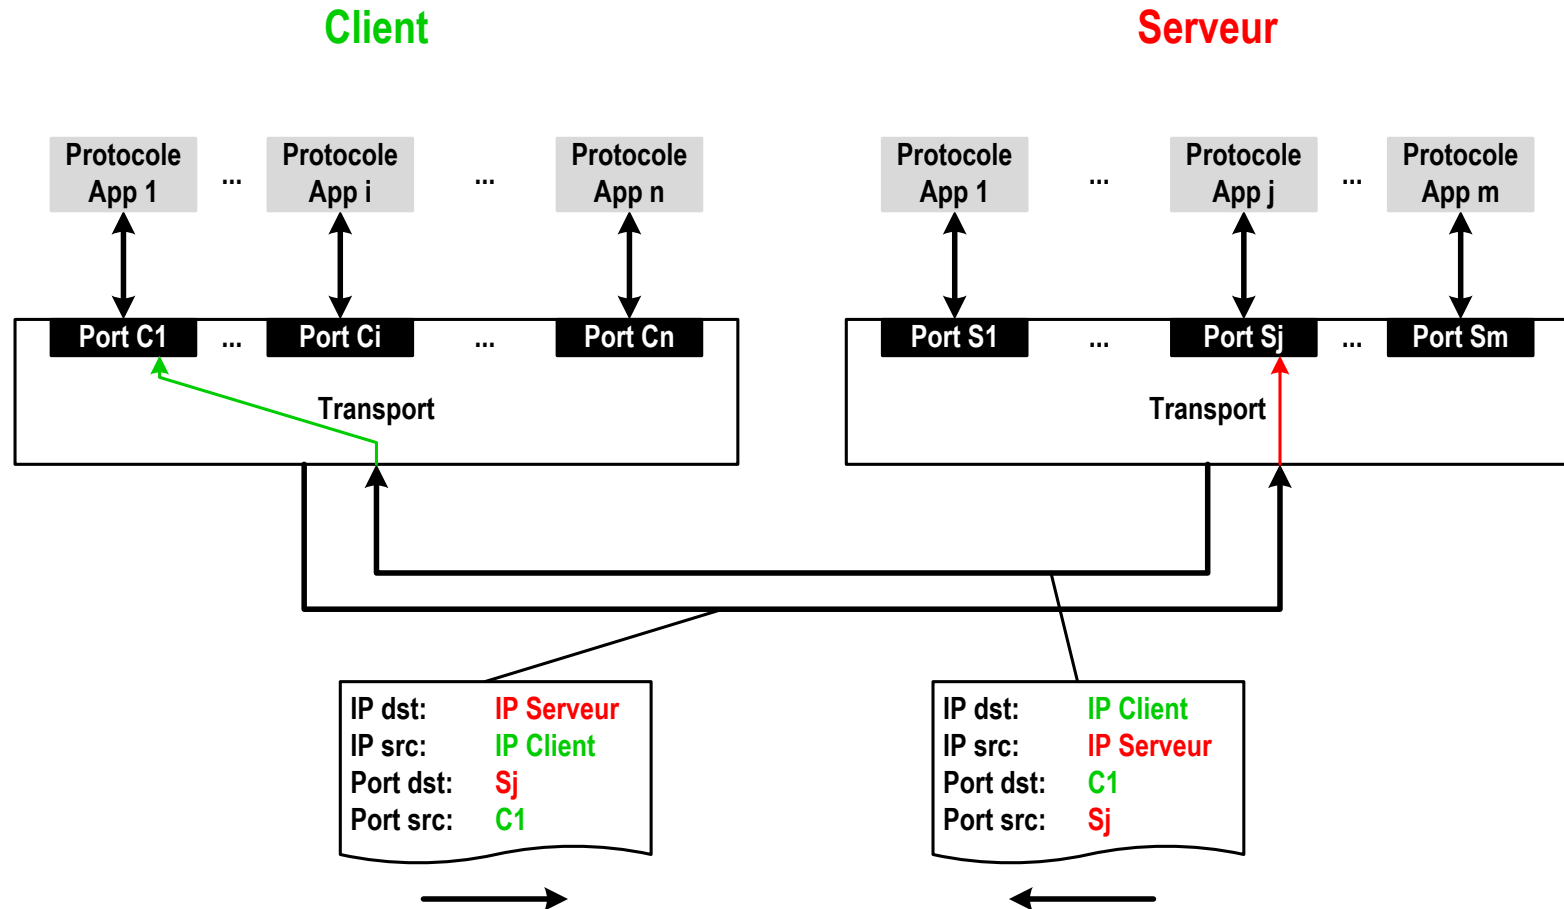 Client
Serveur
Protocole
App 1
...
Protocole
App i
...
Protocole
App n
Protocole
App 1
...
Protocole
App j
...
Protocole
App m
Port C1
...
Port Ci
...
Port Cn
Port S1
...
Port Sj
...
Port Sm
Transport
Transport
IP dst: IP Serveur
IP src: IP Client
Port dst: Sj
Port src: C1
IP dst: IP Client
IP src: IP Serveur
Port dst: C1
Port src: Sj